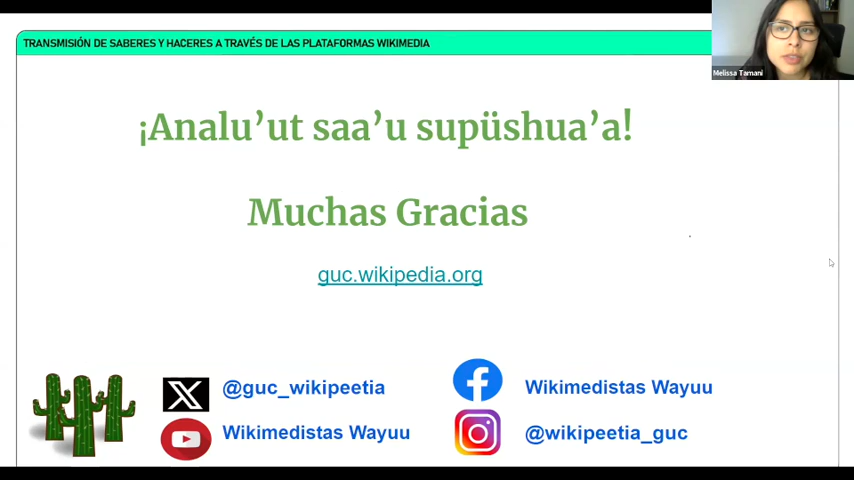 TRANSMISIÓN DE SABERES Y HACERES A TRAVÉS DE LAS PLATAFORMAS WIKIMEDIA
Melissa Tamani
¡Analu’ut saa’u supüshua’a!
Muchas Gracias
guc.wikipedia.org
@guc_wikipeetia
Wikimedistas Wayuu
Wikimedistas Wayuu
@wikipeetia_guc